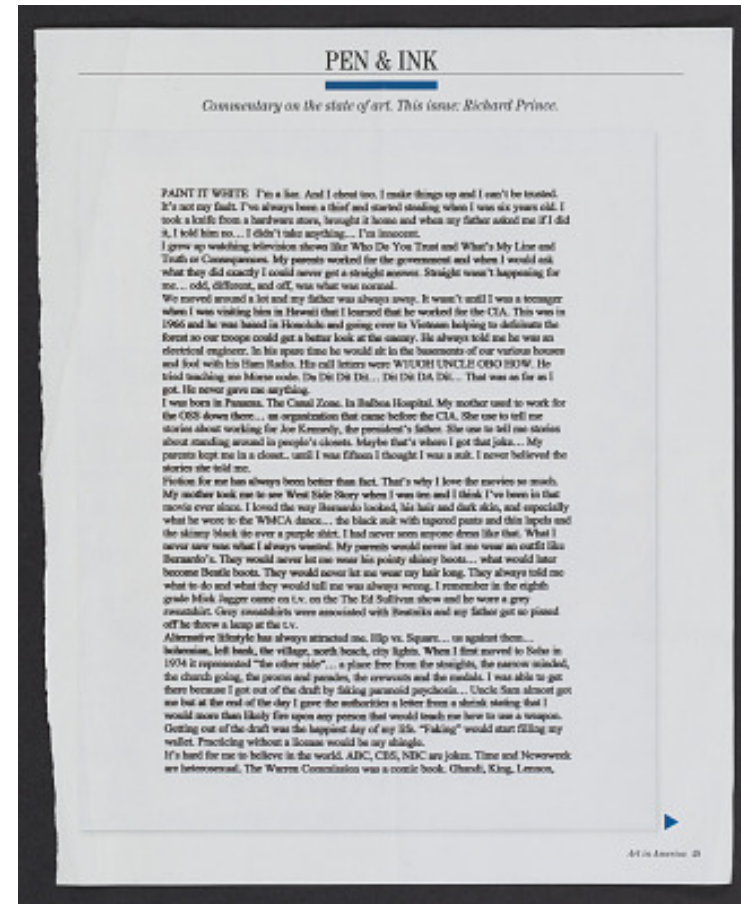 PEN & INK
Commentary on the state of art. This issue: Richard Prince.
PAINT IT WHITE I'm a liar. And I cheat too. I make things up and I can't be trusted.
It's not my fault. I've always been a thief and started stealing when I was six years old. I
took a knife from a hardware store, brought it home and when my father asked me if I did
it, I told him no... I didn't take anything... I'm innocent.
I grew up watching television shows like Who Do You Trust and What's My Line and
Truth or Consequences. My parents worked for the government and when I would ask
what they did exactly I could never get a straight answer. Straight wasn't happening for
me... odd, different, and off, was what was normal.
We moved around a lot and my father was always away. It wasn't until I was a teenager
when I was visiting him in Hawaii that I learned that he worked for the CIA. This was in
1966 and he was based in Honolulu and going over to Vietnam helping to defoinate the
forest so our troops could get a better look at the enemy. He always told me he was an
electrical engineer. In his spare time he would sit in the basements of our various houses
and fool with his Ham Radio. His call letters were W1UOH UNCLE OBO HOW. He
tried teaching me Morse code. Da Dit Dit Dit... Dit Dit DA Dit... That was as far as I
got. He never gave me anything.
I was born in Panama. The Canal Zone. In Balboa Hospital. My mother used to work for
the OSS down there... an organization that came before the CIA. She use to tell me
stories about working for Joe Kennedy, the president's father. She use to tell me stories
about standing around in people's closets. Maybe that's where I got that joke... My
parents kept me in a closet.. until I was fifteen I thought I was a suit. I never believed the
stories she told me.
Fiction for me has always been better than fact. That's why I love the movies so much.
My mother took me to see West Side Story when I was ten and I think I've been in that
movie ever since. I loved the way Bernardo looked, his hair and dark skin, and especially
what he wore to the WMCA dance... the black suit with tapered pants and thin lapels and
the skinny black tie over a purple shirt. I had never seen anyone dress like that. What I
never saw was what I always wanted. My parents would never let me wear an outfit like
Bernardo's. They would never let me wear his pointy shiney boots... what would later
become Beatle boots. They would never let me wear my hair long. They always told me
what to do and what they would tell me was always wrong. I remember in the eighth
grade Mick Jagger came on t.v. on the The Ed Sullivan show and he wore a grey
sweatshirt. Grey sweatshirts were associated with Beatniks and my father got so pissed
off he threw a lamp at the t.v.
Alternative lifestyle has always attracted me. Hip vs. Square... us against them...
bohemian, left bank, the village, north beach, city lights. When I first moved to Soho in
1974 it represented "the other side"... a place free from the straights, the narrow minded,
the church going, the proms and parades, the crewcuts and the medals. I was able to get
there because I got out of the draft by faking paranoid psychosis... Uncle Sam almost got
me but at the end of the day I gave the authorities a letter from a shrink stating that I
would more than likely fire upon any person that would teach me how to use a weapon.
Getting out of the draft was the happiest day of my life. "Faking" would start filling my
wallet. Practicing without a license would be my shingle.
It's hard for me to believe in the world. ABC, CBS, NBC are jokes. Time and Newsweek
are heterosexual. The Warren Commission was a comic book. Ghandi, King, Lennon,
Art in America